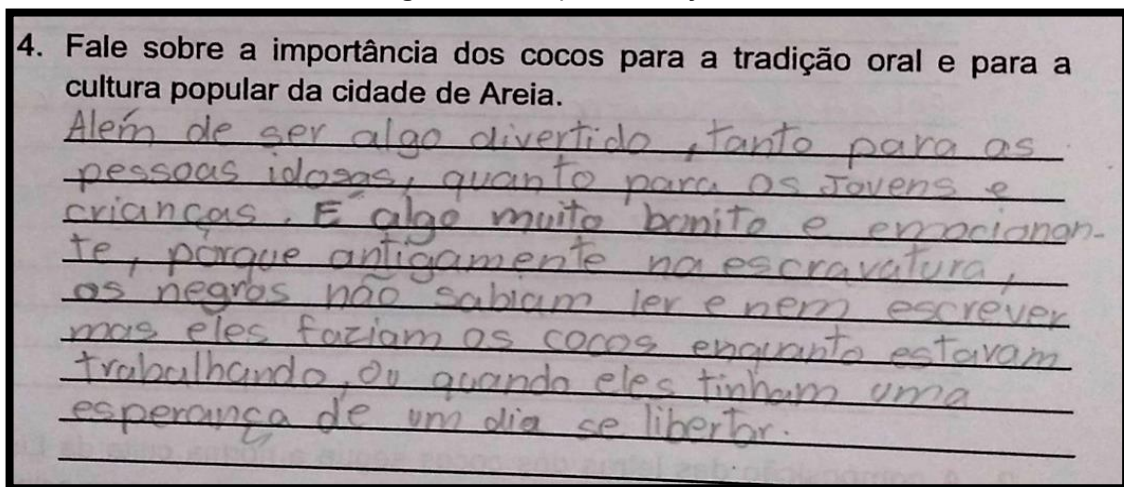 4. Fale sobre a importância dos cocos para a tradição oral e para a
cultura popular da cidade de Areia.
Além de ser algo divertido, tanto para as
pessoas idosas, quanto para os Jovens e
crianças. É algo muito bonito e emocionan-
te, porque antigamente na escravatura,
os negros não sabiam ler e nem escrever
mas eles faziam os cocos enquanto estavam
trabalhando, ou quando eles tinham uma
esperança de um dia se libertar.